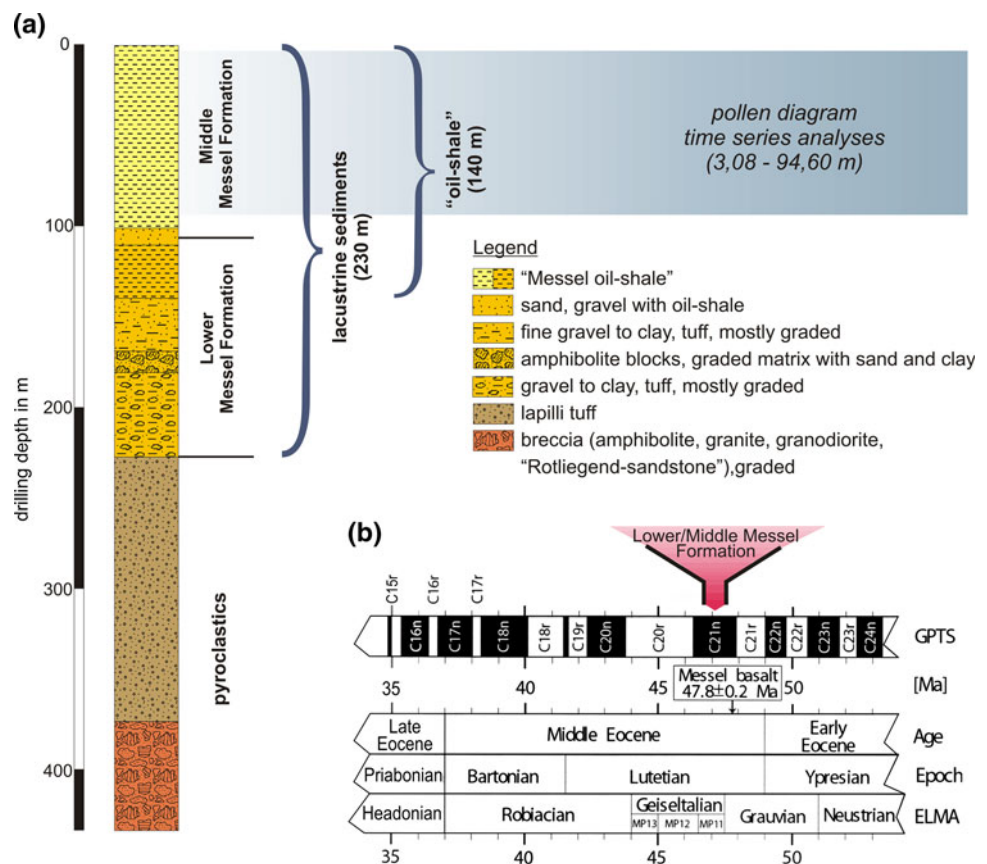 (a)
drilling depth in m
0
100
200
300
400
Middle
Messel Formation
Lower
Messel Formation
pyroclastics
lacustrine sediments
(230 m)
“oil-shale”
(140 m)
pollen diagram
time series analyses
(3,08 - 94,60 m)
Legend
“Messel oil-shale”
sand, gravel with oil-shale
fine gravel to clay, tuff, mostly graded
amphibolite blocks, graded matrix with sand and clay
gravel to clay, tuff, mostly graded
lapilli tuff
breccia (amphibolite, granite, granodiorite,
“Rotliegend-sandstone”),graded
(b)
Lower/Middle Messel
Formation
C15r
C16r
C17r
C16n
C17n
C18n
C18r
C19r
C20n
C20r
C21n
C21r
C22n
C22r
C23n
C23r
C24n
GPTS
35
40
45
50
[Ma]
Messel basalt
47.8±0.2 Ma
Late
Eocene
Middle Eocene
Early
Eocene
Age
Priabonian
Bartonian
Lutetian
Ypresian
Epoch
Headonian
Robiacian
Geiseltalian
MP13
MP12
MP11
Grauvian
Neustrian
ELMA
35
40
45
50